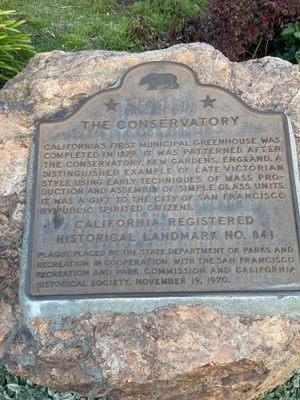 THE CONSERVATORY
CALIFORNIA'S FIRST MUNICIPAL GREENHOUSE WAS
COMPLETED IN 1879. IT WAS PATTERNED AFTER
THE CONSERVATORY, KEW GARDENS, ENGLAND. A
DISTINGUISHED EXAMPLE OF LATE VICTORIAN
STYLE USING EARLY TECHNIQUES OF MASS PRO-
DUCTION AND ASSEMBLY OF SIMPLE GLASS UNITS.
IT WAS A GIFT TO THE CITY OF SAN FRANCISCO
BY PUBLIC SPIRITED CITIZENS.
CALIFORNIA REGISTERED
HISTORICAL LANDMARK NO. 841
PLAQUE PLACED BY THE STATE DEPARTMENT OF PARKS AND
RECREATION IN COOPERATION WITH THE SAN FRANCISCO
RECREATION AND PARK COMMISSION AND CALIFORNIA
HISTORICAL SOCIETY, NOVEMBER 19, 1970.